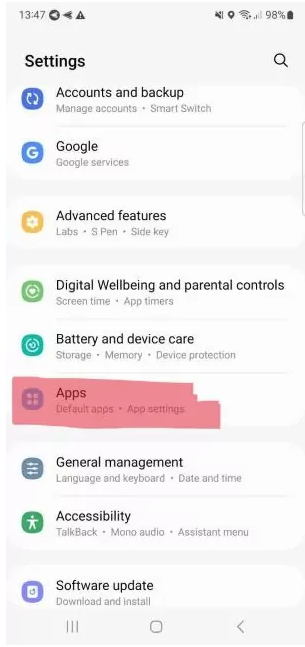 13:47
98%
Settings
Accounts and backup
Manage accounts • Smart Switch
Google
Google services
Advanced features
Labs • S Pen • Side key
Digital Wellbeing and parental controls
Screen time • App timers
Battery and device care
Storage • Memory • Device protection
Apps
Default apps • App settings
General management
Language and keyboard • Date and time
Accessibility
TalkBack • Mono audio • Assistant menu
Software update
Download and install